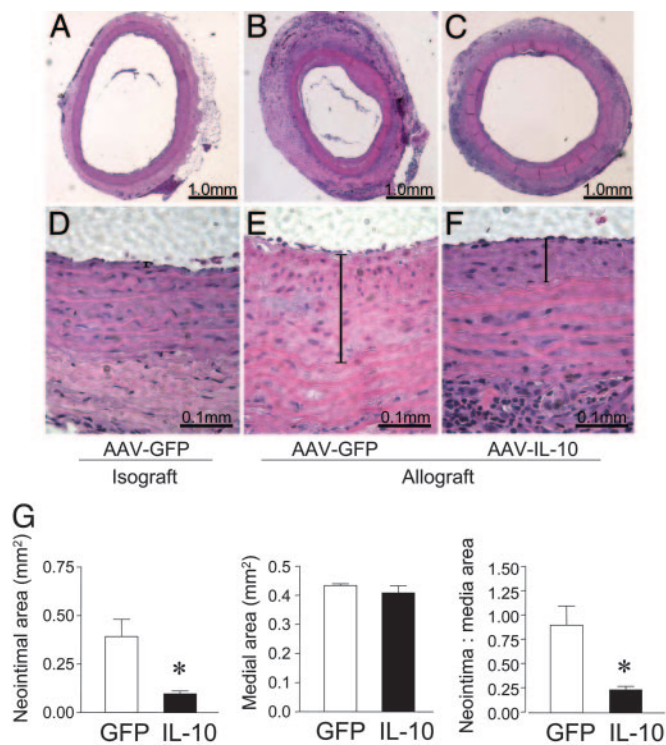 A B C
1.0mm 1.0mm 1.0mm
D E F
0.1mm 0.1mm 0.1mm
AAV-GFP AAV-GFP AAV-IL-10
Isograft Allograft
G
Neointimal area (mm²)
0.75
0.50
0.25
0.00
*
GFP IL-10
Medial area (mm²)
0.5
0.4
0.3
0.2
0.1
0.0
GFP IL-10
Neointima : media area
1.50
1.25
1.00
0.75
0.50
0.25
0.00
*
GFP IL-10